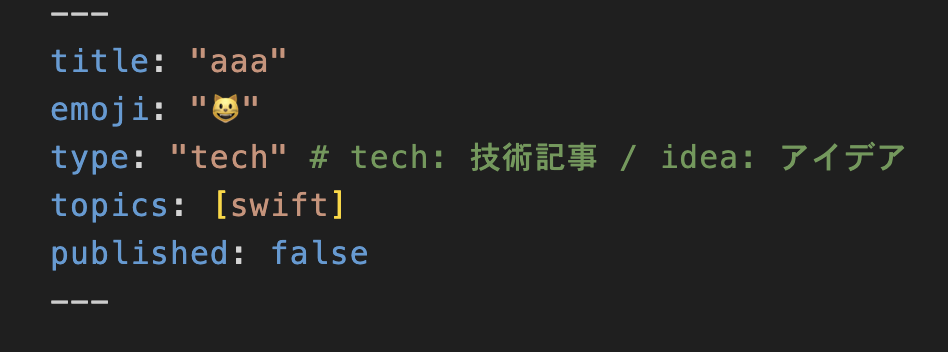 ---
title: "aaa"
emoji: "😺"
type: "tech" # tech: 技術記事 / idea: アイデア
topics: [swift]
published: false
---